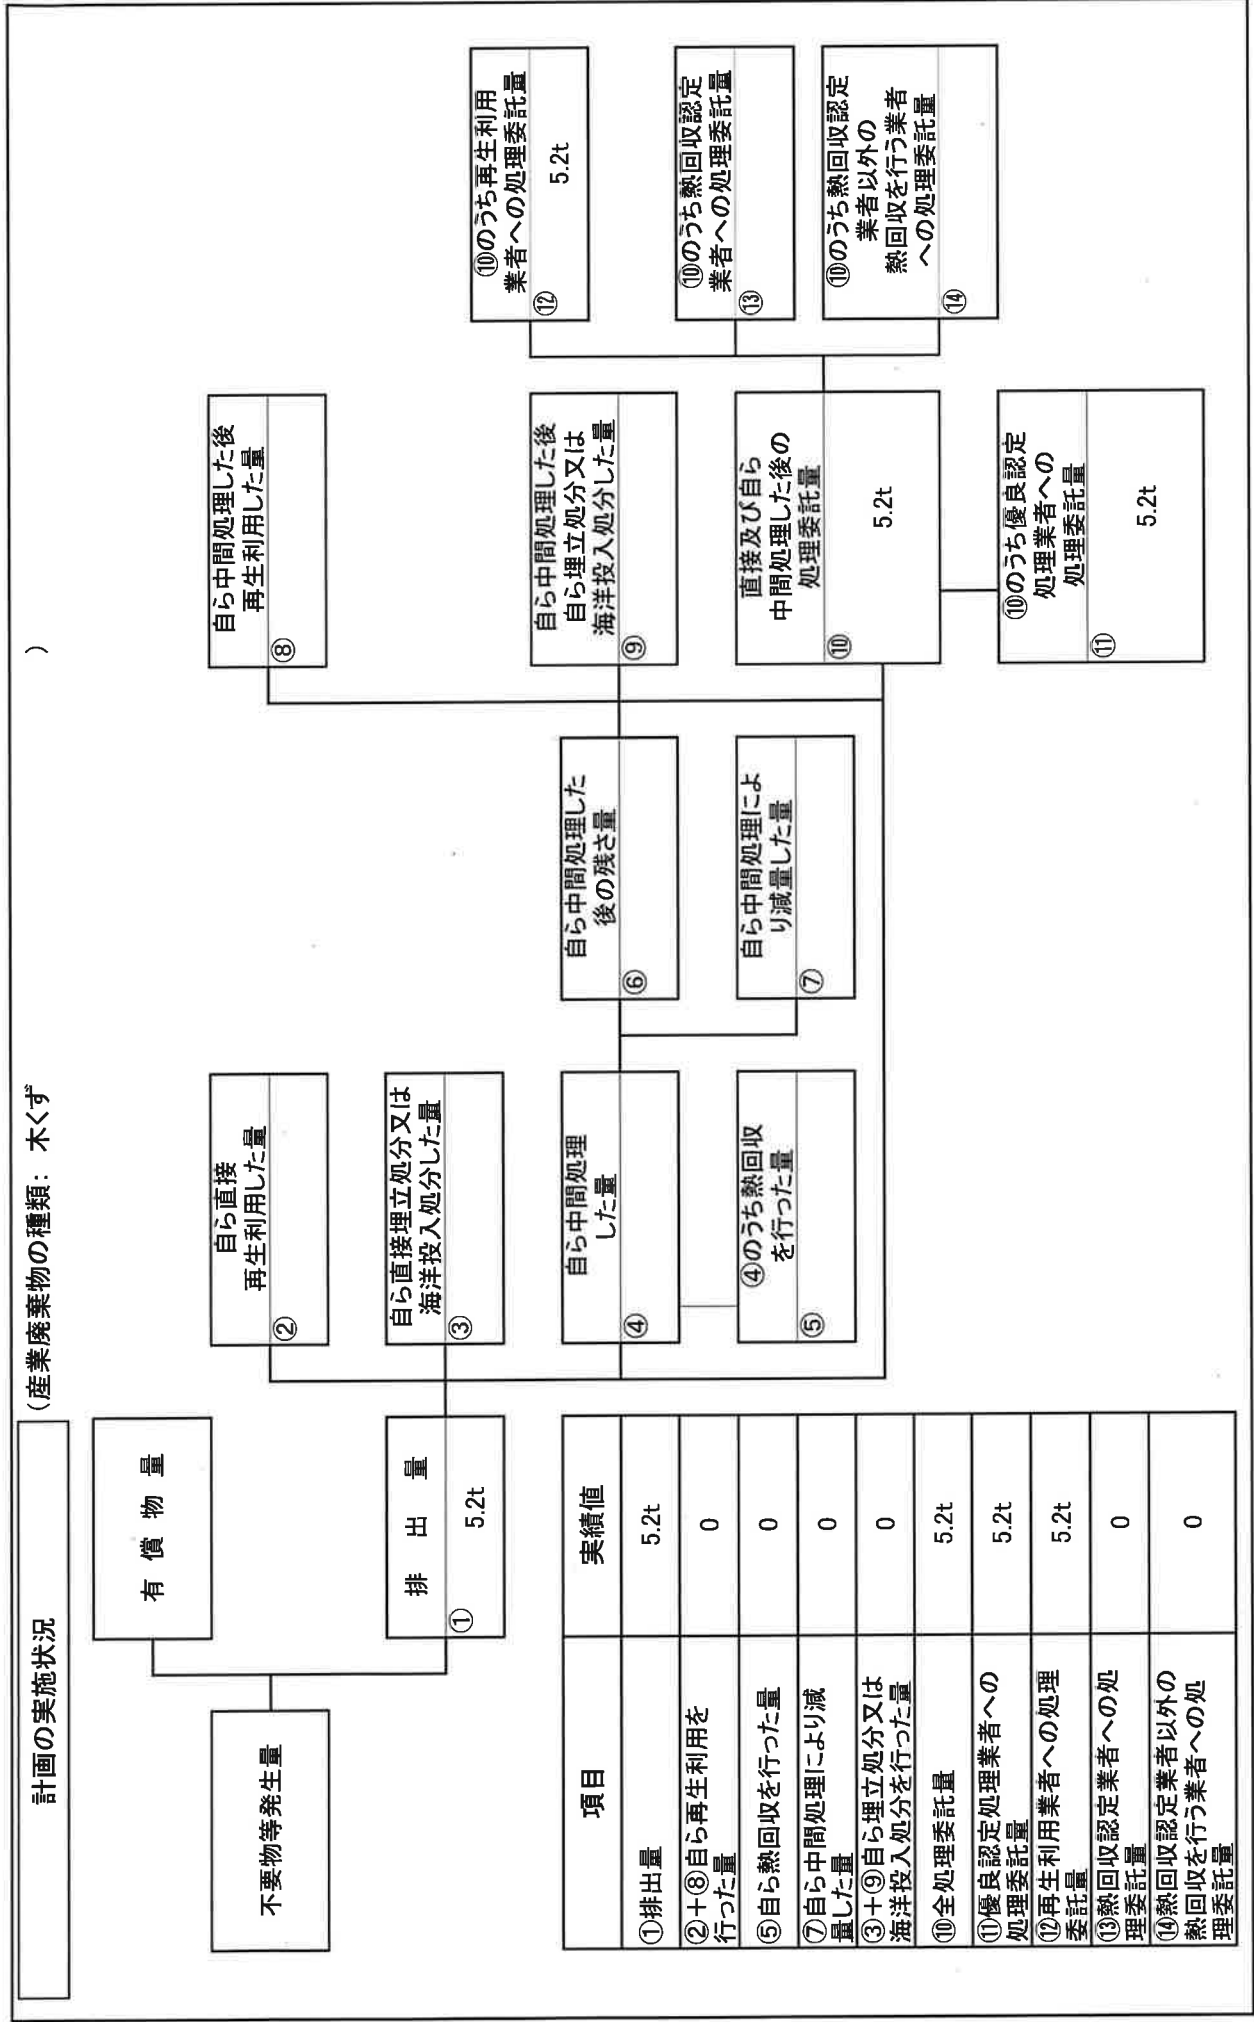 計画の実施状況
(産業廃棄物の種類： 木くず )
不要物等発生量
有 償 物 量
排 出 量
①
5.2t
自ら直接
再生利用した量
②
自ら直接埋立処分又は
海洋投入処分した量
③
自ら中間処理
した量
④
④のうち熱回収
を行った量
⑤
自ら中間処理した
後の残さ量
⑥
自ら中間処理によ
り減量した量
⑦
自ら中間処理した後
再生利用した量
⑧
自ら中間処理した後
自ら埋立処分又は
海洋投入処分した量
⑨
直接及び自ら
中間処理した後の
処理委託量
⑩
5.2t
⑩のうち優良認定
処理業者への
処理委託量
⑪
5.2t
⑩のうち再生利用
業者への処理委託量
⑫
5.2t
⑩のうち熱回収認定
業者への処理委託量
⑬
⑩のうち熱回収認定
業者以外の
熱回収を行う業者
への処理委託量
⑭
項目 実績値
①排出量 5.2t
②＋⑧自ら再生利用を
行った量 0
⑤自ら熱回収を行った量 0
⑦自ら中間処理により減
量した量 0
③＋⑨自ら埋立処分又は
海洋投入処分を行った量 0
⑩全処理委託量 5.2t
⑪優良認定処理業者への
処理委託量 5.2t
⑫再生利用業者への処理
委託量 5.2t
⑬熱回収認定業者への処
理委託量 0
⑭熱回収認定業者以外の
熱回収を行う業者への処
理委託量 0